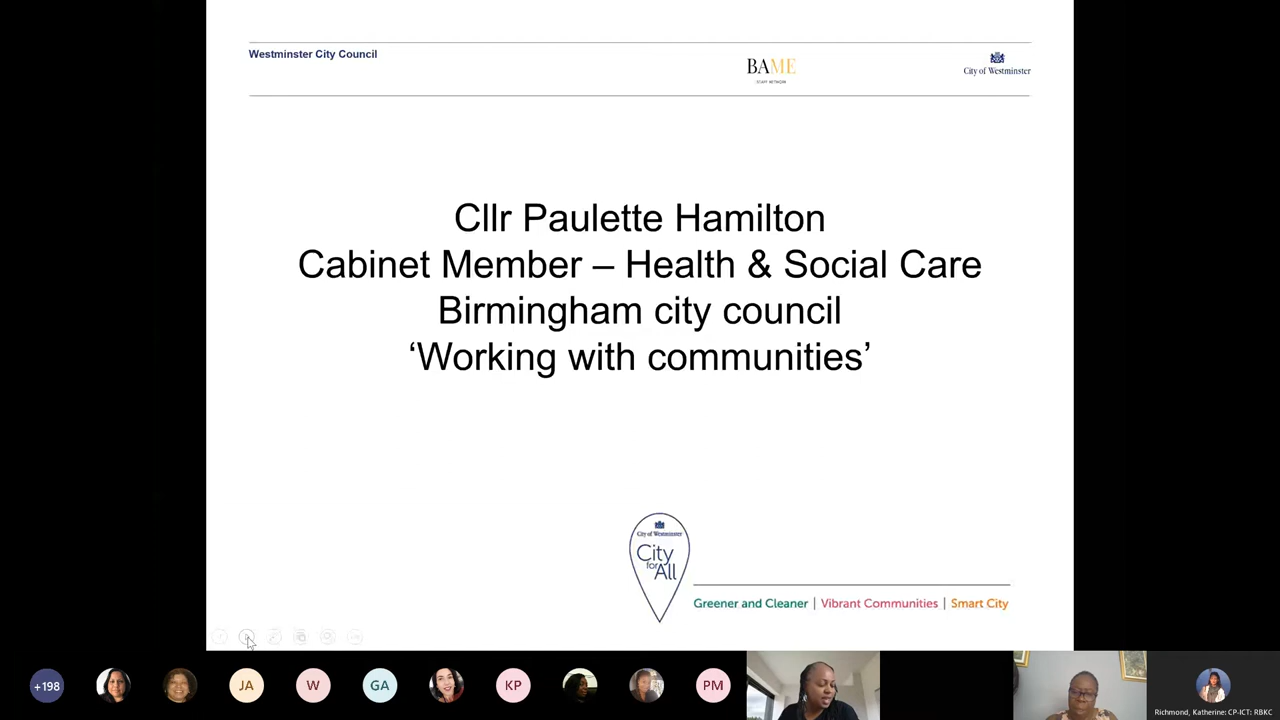 Westminster City Council
BAME
STAFF NETWORK
City of Westminster
Cllr Paulette Hamilton
Cabinet Member – Health & Social Care
Birmingham city council
‘Working with communities’
City of Westminster
City
for
All
Greener and Cleaner | Vibrant Communities | Smart City
+198
JA
W
GA
KP
PM
Richmond, Katherine: CP-ICT: RBKC